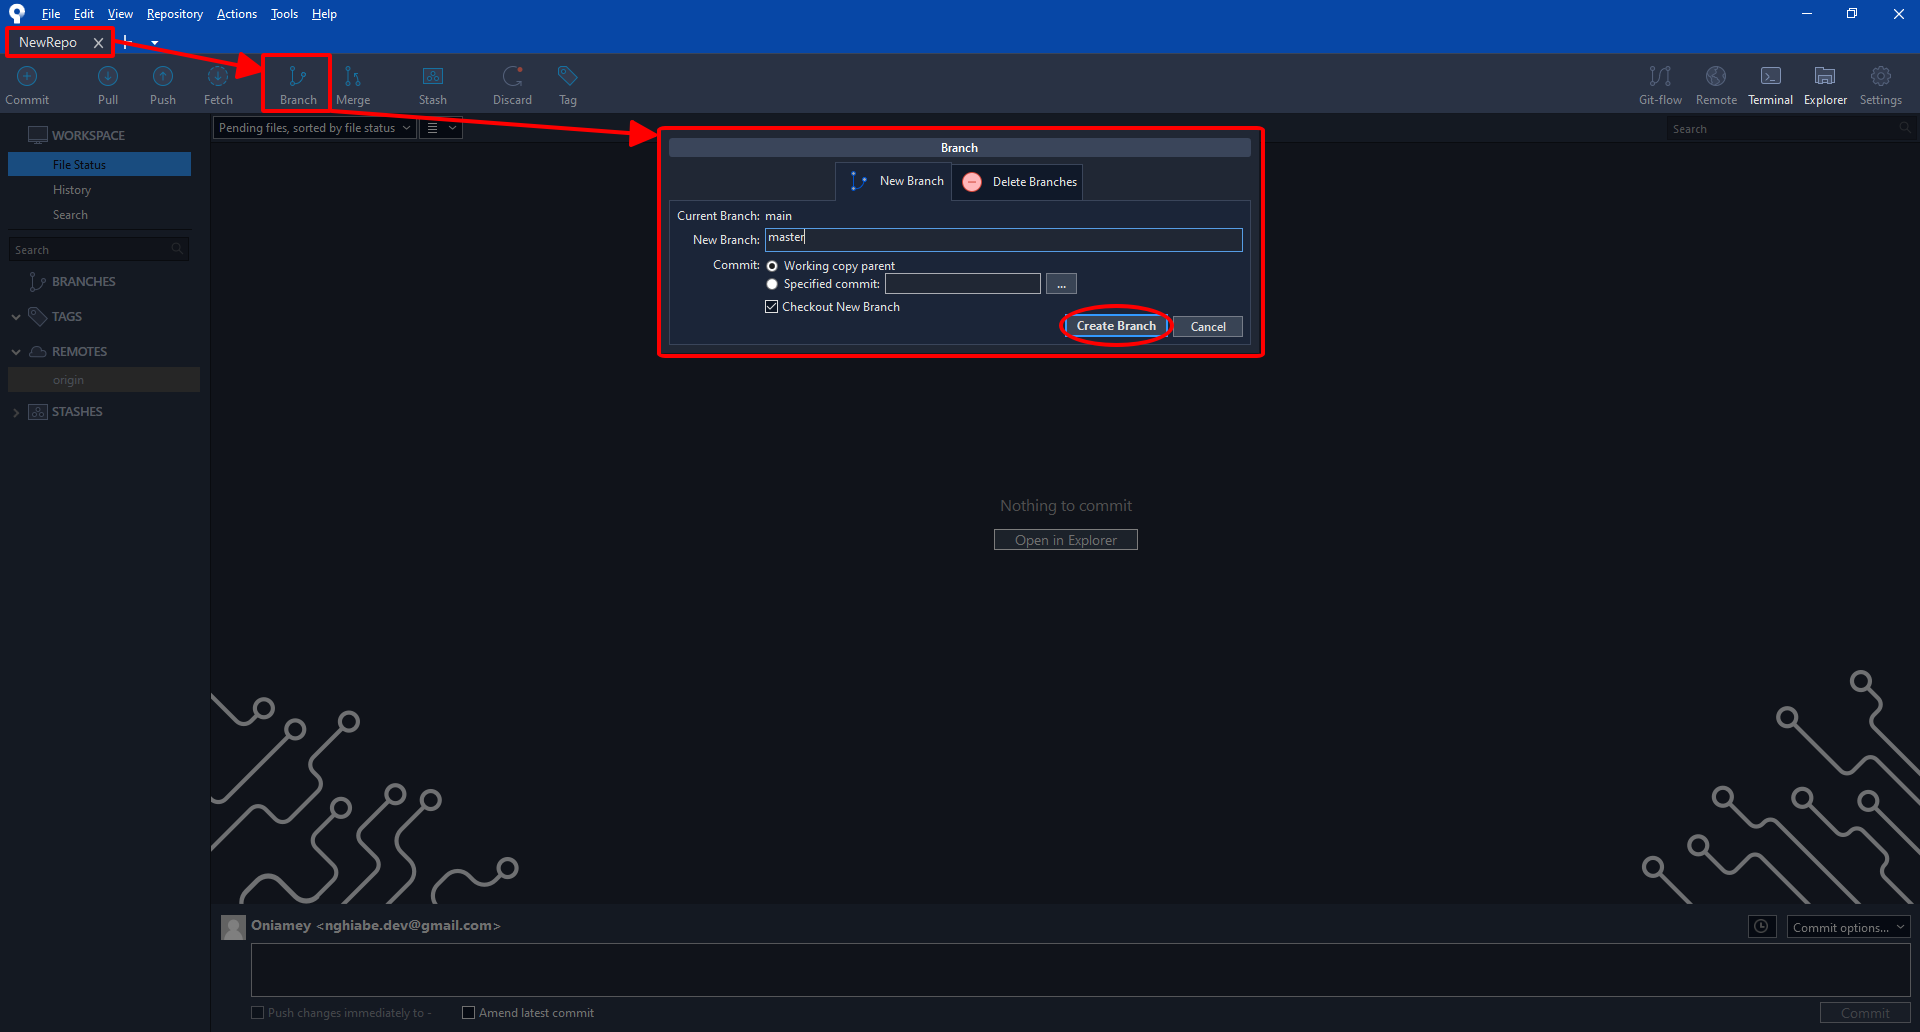 File Edit View Repository Actions Tools Help
NewRepo
Commit Pull Push Fetch Branch Merge Stash Discard Tag Git-flow Remote Terminal Explorer Settings
WORKSPACE
File Status
History
Search
Search
BRANCHES
TAGS
REMOTES
origin
STASHES
Pending files, sorted by file status
Search
Branch
New Branch Delete Branches
Current Branch: main
New Branch: master
Commit: Working copy parent
Specified commit: ...
Checkout New Branch
Create Branch Cancel
Nothing to commit
Open in Explorer
Oniamey <nghiabe.dev@gmail.com>
Commit options...
Push changes immediately to -
Amend latest commit
Commit